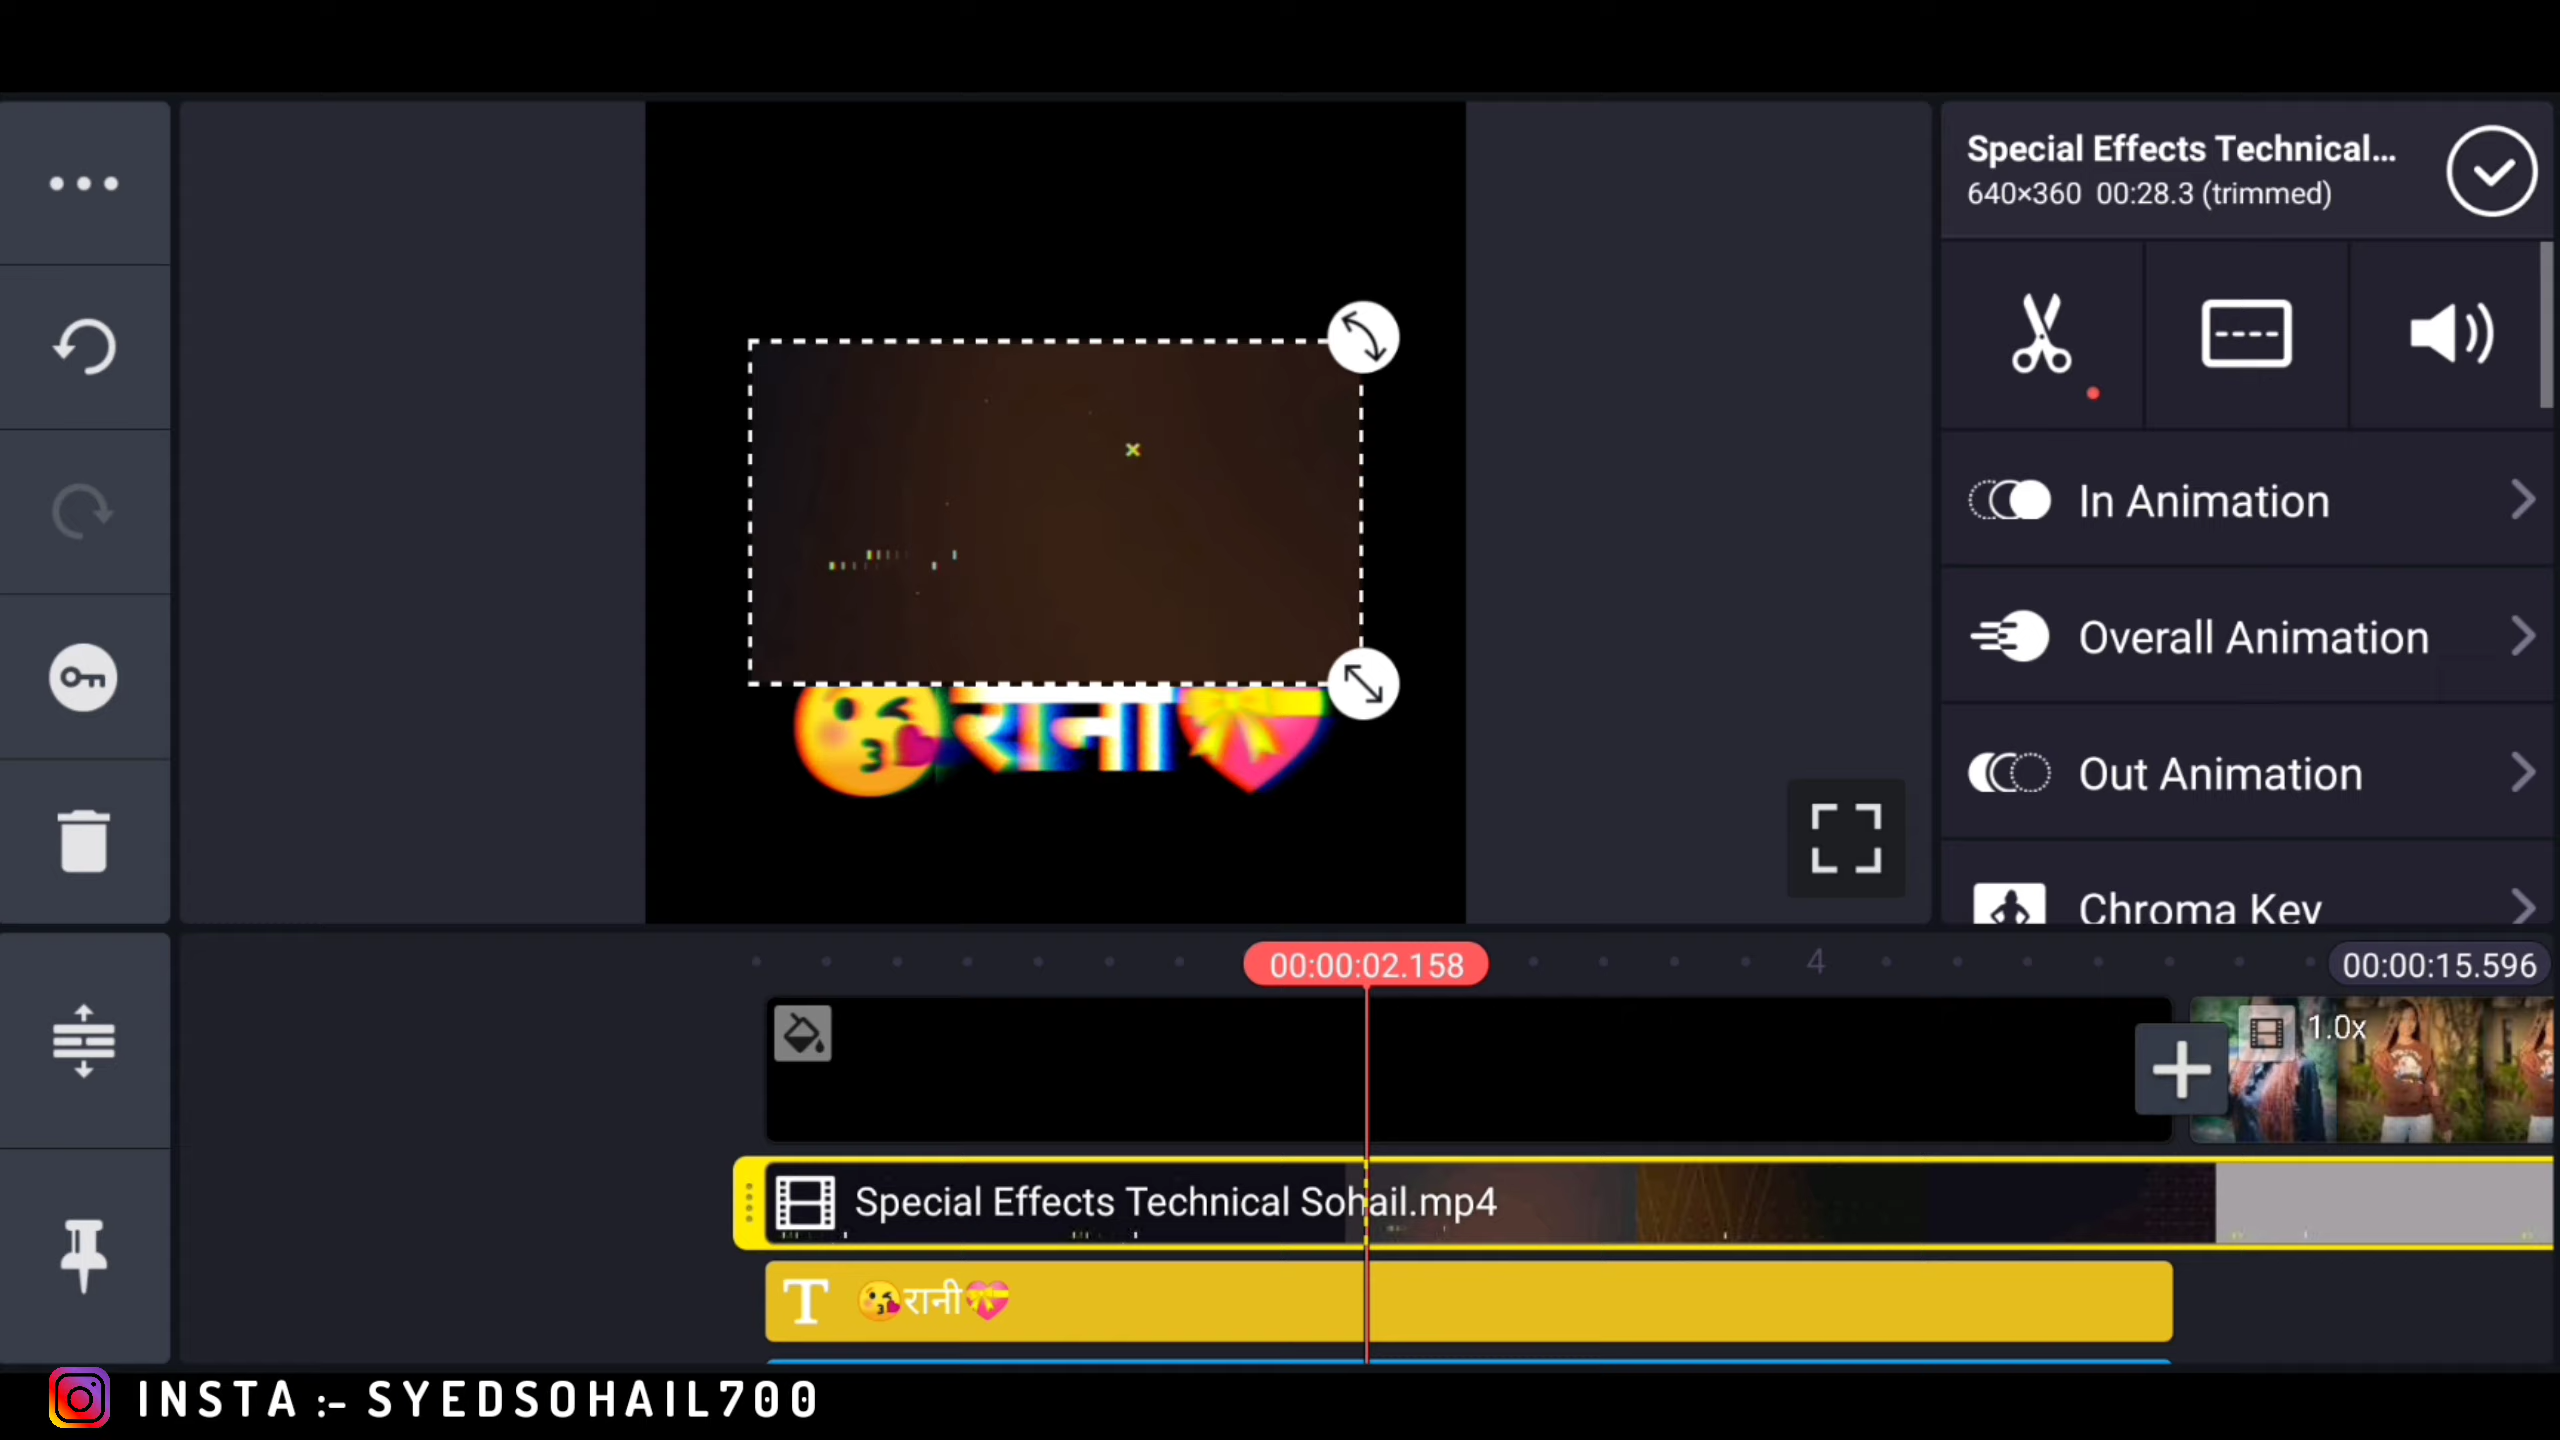 Special Effects Technical...
640×360 00:28.3 (trimmed)
In Animation
Overall Animation
Out Animation
Chroma Key
😘रानी💝
00:00:02.158
4
00:00:15.596
1.0x
Special Effects Technical Sohail.mp4
T 😘रानी💝
INSTA :- SYEDSOHAIL700